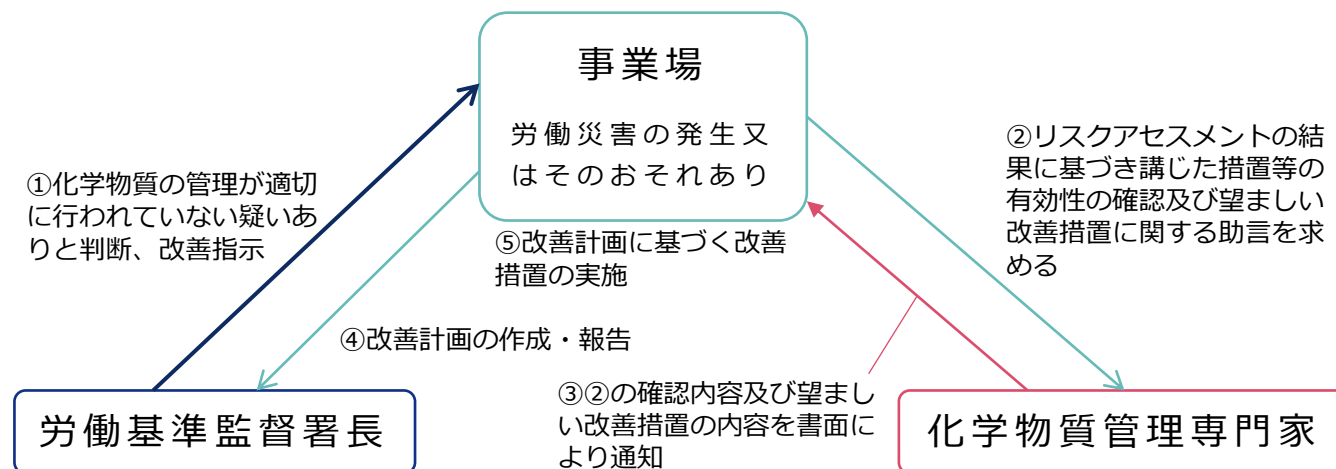 事業場
労働災害の発生又
はそのおそれあり
①化学物質の管理が適切
に行われていない疑いあ
りと判断、改善指示
②リスクアセスメントの結
果に基づき講じた措置等の
有効性の確認及び望ましい
改善措置に関する助言を求
める
⑤改善計画に基づく改善
措置の実施
④改善計画の作成・報告
③②の確認内容及び望まし
い改善措置の内容を書面に
より通知
労働基準監督署長
化学物質管理専門家